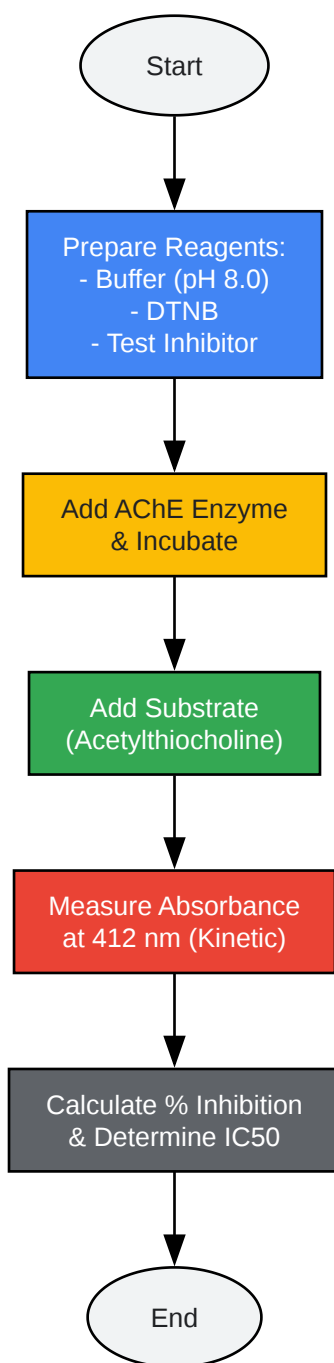 Start
Prepare Reagents:
- Buffer (pH 8.0)
- DTNB
- Test Inhibitor
Add AChE Enzyme
& Incubate
Add Substrate
(Acetylthiocholine)
Measure Absorbance
at 412 nm (Kinetic)
Calculate % Inhibition
& Determine IC50
End